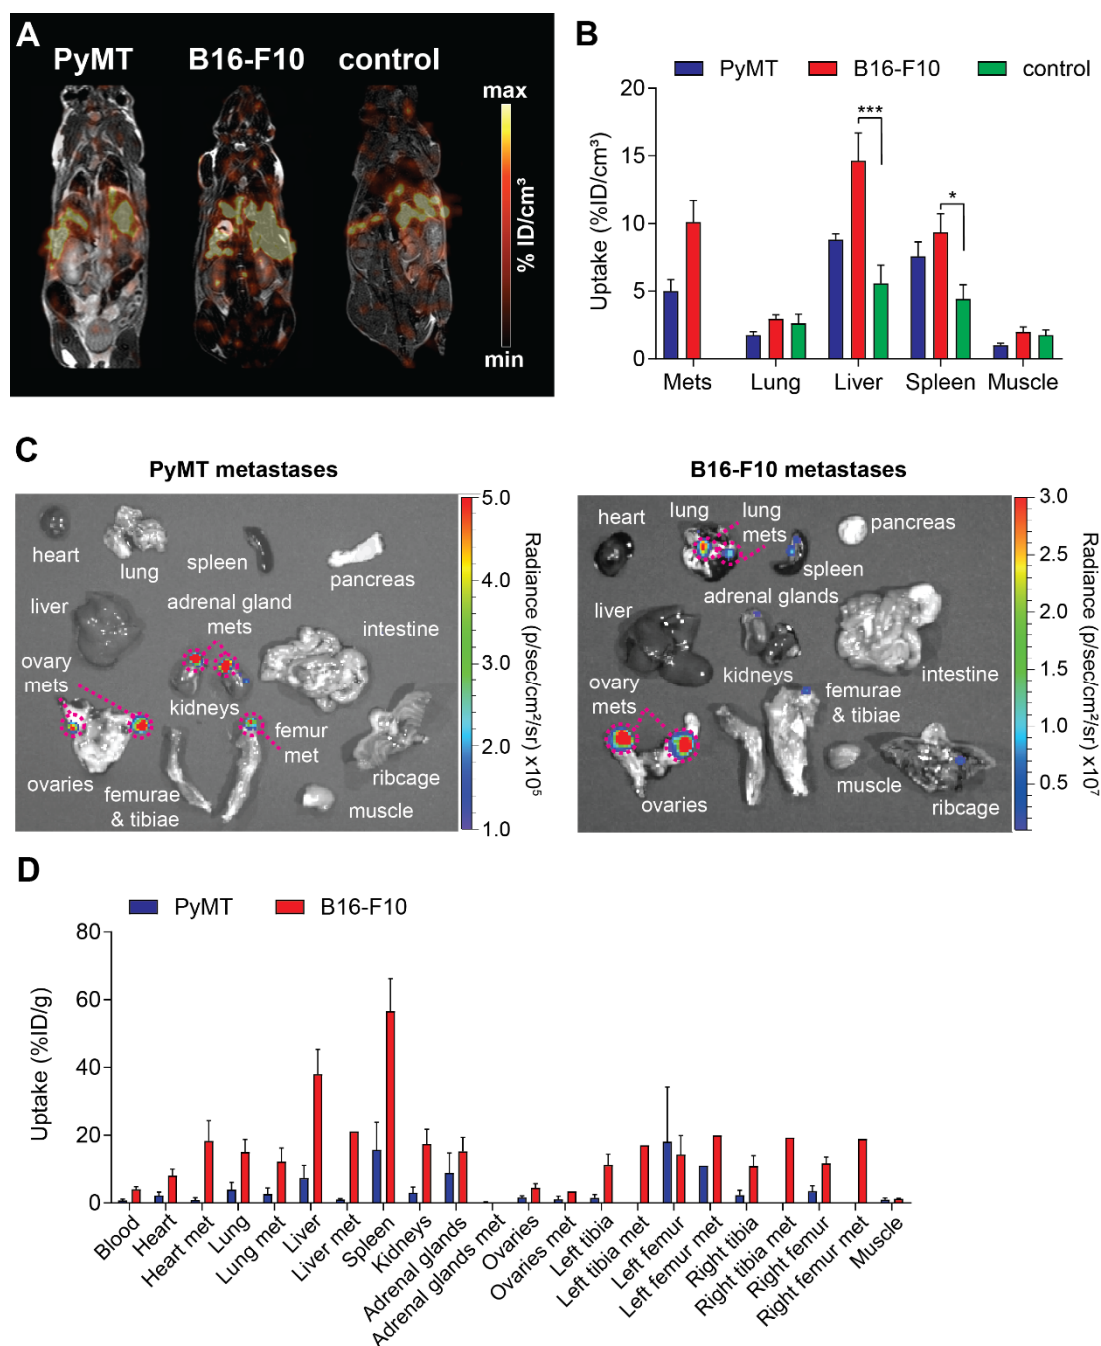 A
PyMT B16-F10 control
max
% ID/cm³
min
B
PyMT B16-F10 control
Uptake (%ID/cm³)
20
15
10
5
0
***
*
Mets Lung Liver Spleen Muscle
C
PyMT metastases
heart
lung
spleen
pancreas
liver
adrenal gland
mets
intestine
ovary
mets
kidneys
femur
met
ribcage
ovaries
femurae
& tibiae
muscle
5.0
4.0
3.0
2.0
1.0
Radiance (p/sec/cm²/sr) x10⁵
B16-F10 metastases
heart
lung
lung
mets
pancreas
spleen
liver
adrenal glands
kidneys
intestine
ovary
mets
femurae
& tibiae
muscle
ovaries
ribcage
3.0
2.5
2.0
1.5
1.0
0.5
Radiance (p/sec/cm²/sr) x10⁷
D
PyMT B16-F10
Uptake (%ID/g)
80
60
40
20
0
Blood
Heart
Heart met
Lung
Lung met
Liver
Liver met
Spleen
Kidneys
Adrenal glands
Adrenal glands met
Ovaries
Ovaries met
Left tibia
Left tibia met
Left femur
Left femur met
Right tibia
Right tibia met
Right femur
Right femur met
Muscle